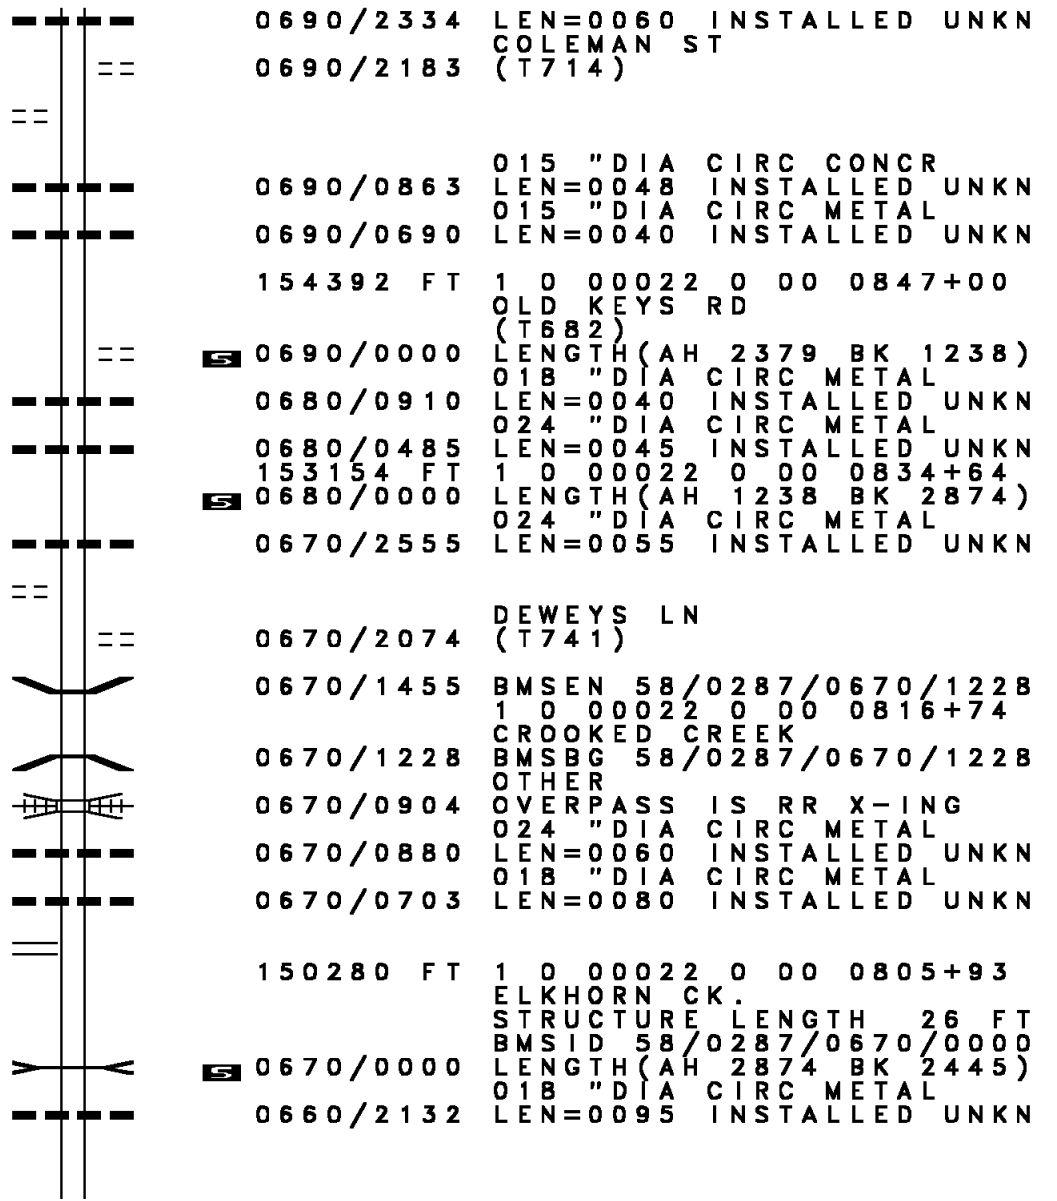 0690/2334 LEN=0060 INSTALLED UNKN
COLEMAN ST
0690/2183 (T714)
015 "DIA CIRC CONCR
0690/0863 LEN=0048 INSTALLED UNKN
015 "DIA CIRC METAL
0690/0690 LEN=0040 INSTALLED UNKN
154392 FT 1 0 00022 0 00 0847+00
OLD KEYS RD
(T682)
S 0690/0000 LENGTH(AH 2379 BK 1238)
018 "DIA CIRC METAL
0680/0910 LEN=0040 INSTALLED UNKN
024 "DIA CIRC METAL
0680/0485 LEN=0045 INSTALLED UNKN
153154 FT 1 0 00022 0 00 0834+64
S 0680/0000 LENGTH(AH 1238 BK 2874)
024 "DIA CIRC METAL
0670/2555 LEN=0055 INSTALLED UNKN
DEWEYS LN
0670/2074 (T741)
0670/1455 BMSEN 58/0287/0670/1228
1 0 00022 0 00 0816+74
CROOKED CREEK
0670/1228 BMSBG 58/0287/0670/1228
OTHER
0670/0904 OVERPASS IS RR X-ING
024 "DIA CIRC METAL
0670/0880 LEN=0060 INSTALLED UNKN
018 "DIA CIRC METAL
0670/0703 LEN=0080 INSTALLED UNKN
150280 FT 1 0 00022 0 00 0805+93
ELKHORN CK.
STRUCTURE LENGTH 26 FT
BMSID 58/0287/0670/0000
S 0670/0000 LENGTH(AH 2874 BK 2445)
018 "DIA CIRC METAL
0660/2132 LEN=0095 INSTALLED UNKN